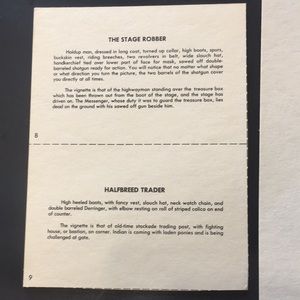 THE STAGE ROBBER
Holdup man, dressed in long coat, turned up collar, high boots, spurs,
buckskin vest, riding breeches, two revolvers in belt, wide slouch hat,
handkerchief tied over lower part of face for mask, sawed off double-
barreled shotgun ready for action. You will notice that no matter what shape
or what direction you turn the picture, the two barrels of the shotgun cover
you directly at all times.
The vignette is that of the highwayman standing over the treasure box
which has been thrown out from the boot of the stage, and the stage has
driven on. The Messenger, whose duty it was to guard the treasure box, lies
dead on the ground with his sawed off gun beside him.
8
HALFBREED TRADER
High heeled boots, with fancy vest, slouch hat, neck watch chain, and
double barreled Derringer, with elbow resting on roll of striped calico on end
of counter.
The vignette is that of old-time stockade trading post, with fighting
house, or bastion, on corner. Indian is coming with laden ponies and is being
challenged at gate.
9